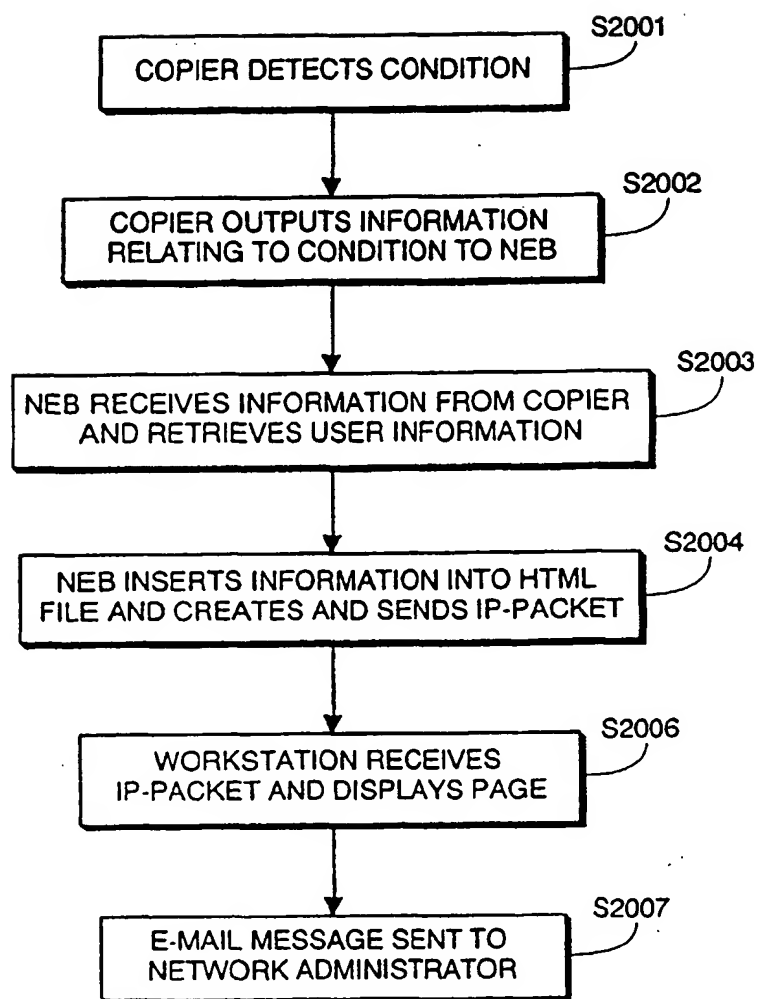 S2001
COPIER DETECTS CONDITION
S2002
COPIER OUTPUTS INFORMATION
RELATING TO CONDITION TO NEB
S2003
NEB RECEIVES INFORMATION FROM COPIER
AND RETRIEVES USER INFORMATION
S2004
NEB INSERTS INFORMATION INTO HTML
FILE AND CREATES AND SENDS IP-PACKET
S2006
WORKSTATION RECEIVES
IP-PACKET AND DISPLAYS PAGE
S2007
E-MAIL MESSAGE SENT TO
NETWORK ADMINISTRATOR